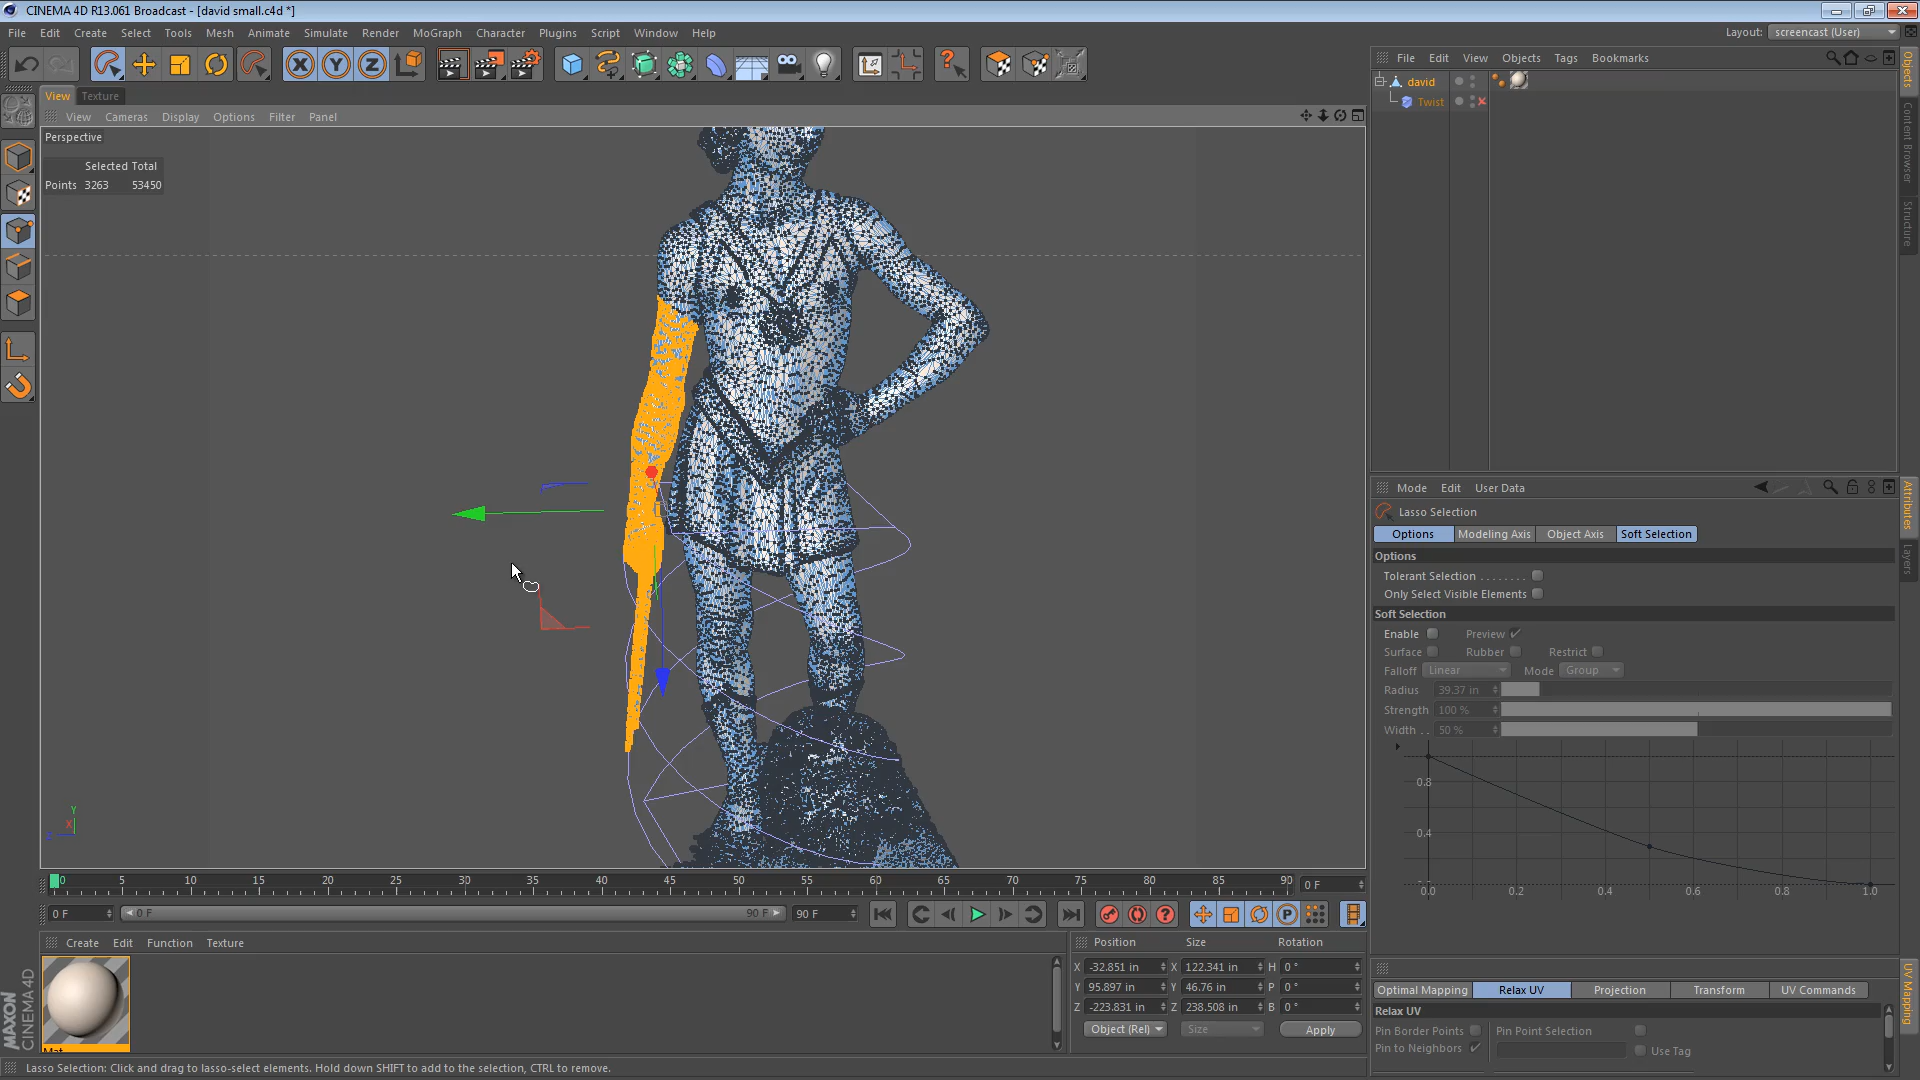 CINEMA 4D R13.061 Broadcast - [david small.c4d *]
File Edit Create Select Tools Mesh Animate Simulate Render MoGraph Character Plugins Script Window Help
Layout: screencast (User)
View Texture
View Cameras Display Options Filter Panel
Perspective
Selected Total
Points 3263 53450
File Edit View Objects Tags Bookmarks
david
Twist
Objects
Content Browser
Structure
Mode Edit User Data
Lasso Selection
Options Modeling Axis Object Axis Soft Selection
Options
Tolerant Selection . . . . . . . .
Only Select Visible Elements
Soft Selection
Enable Preview
Surface Rubber Restrict
Falloff Linear Mode Group
Radius 39.37 in
Strength 100 %
Width . . 50 %
0.8
0.4
0.0 0.2 0.4 0.6 0.8 1.0
Attributes
Layers
0 5 10 15 20 25 30 35 40 45 50 55 60 65 70 75 80 85 90 0 F
0 F 0 F 90 F 90 F
Create Edit Function Texture
Mat
MAXON
CINEMA 4D
Position Size Rotation
X -32.851 in X 122.341 in H 0 °
Y 95.897 in Y 46.76 in P 0 °
Z -223.831 in Z 238.508 in B 0 °
Object (Rel) Size Apply
Optimal Mapping Relax UV Projection Transform UV Commands
Relax UV
Pin Border Points Pin Point Selection
Pin to Neighbors Use Tag
UV Mapping
Y
X
Lasso Selection: Click and drag to lasso-select elements. Hold down SHIFT to add to the selection, CTRL to remove.